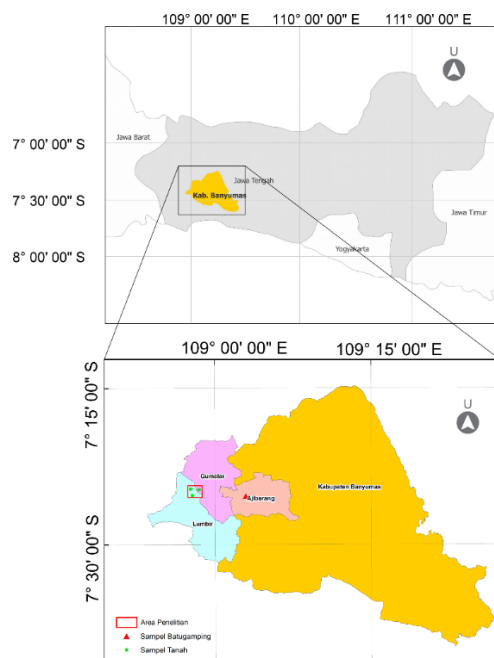 109° 00' 00" E 110° 00' 00" E 111° 00' 00" E
U
Jawa Barat
7° 00' 00" S
Jawa Tengah
Kab. Banyumas
7° 30' 00" S
Jawa Timur
Yogyakarta
8° 00' 00" S
109° 00' 00" E 109° 15' 00" E
7° 15' 00" S
U
Gumelar
Kabupaten Banyumas
Ajibarang
Lumbir
7° 30' 00" S
Area Penelitian
Sampel Batugamping
Sampel Tanah